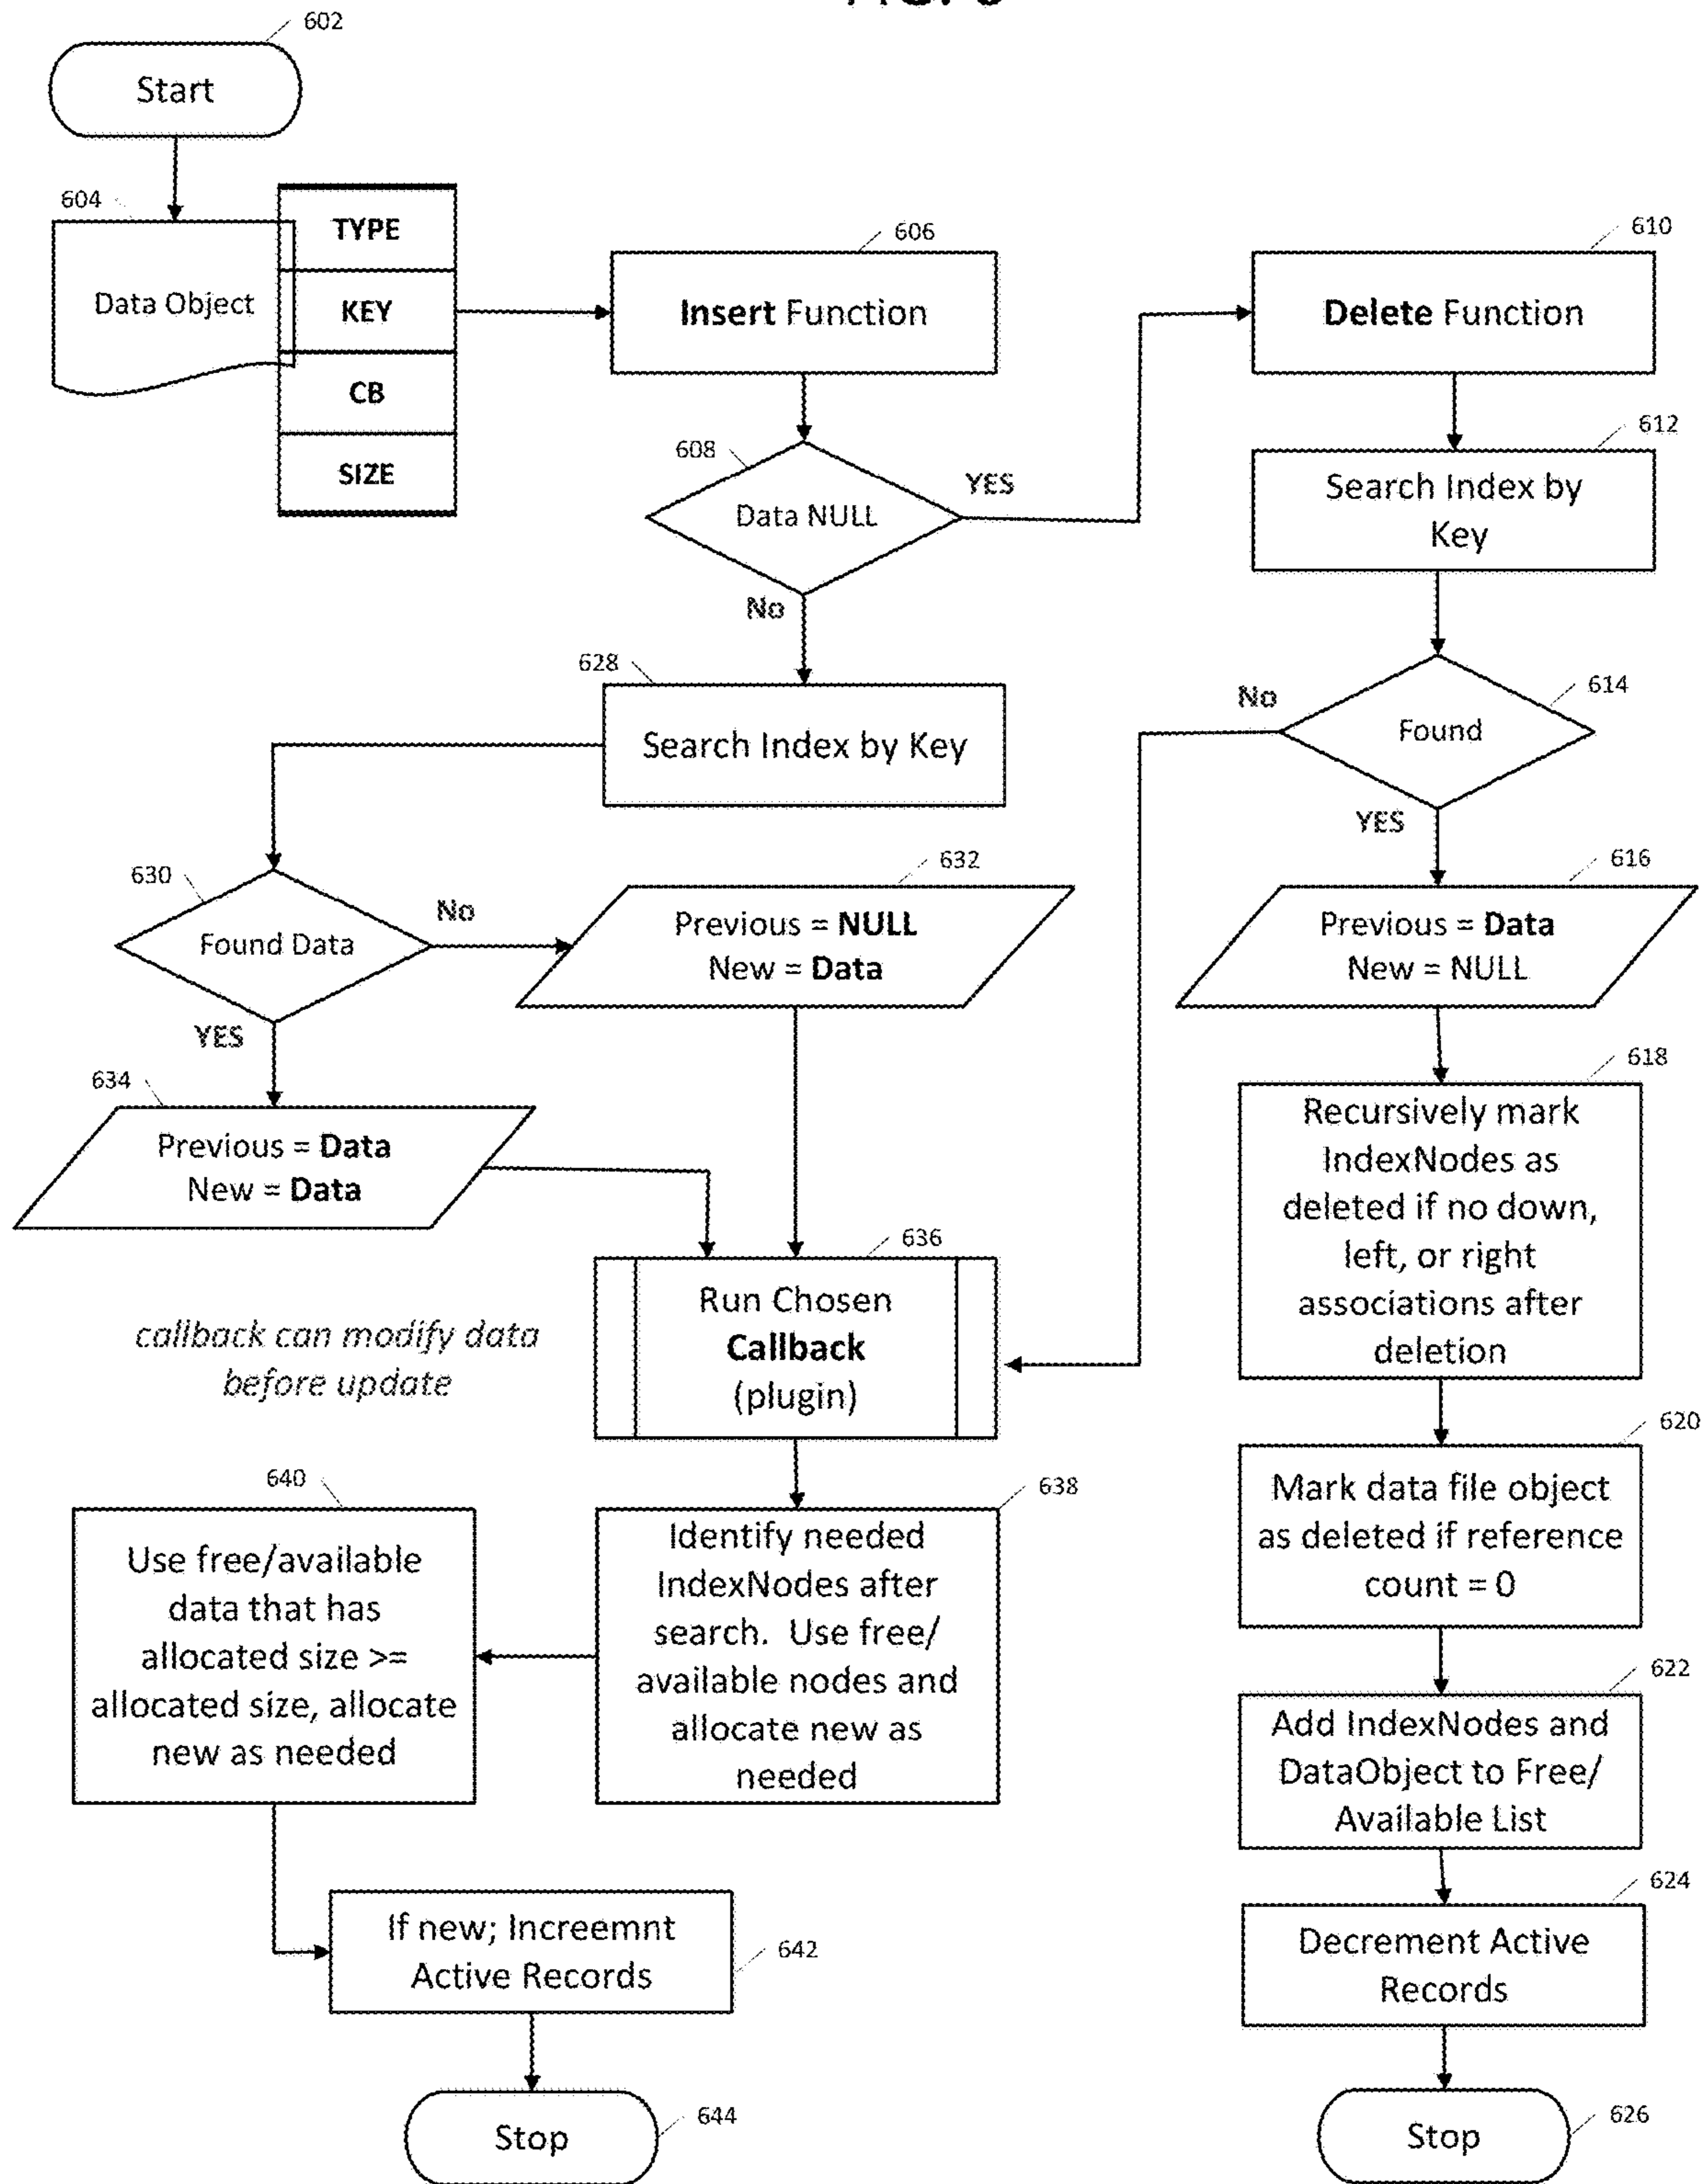 602
Start
604
Data Object
TYPE
KEY
CB
SIZE
606
Insert Function
608
Data NULL
YES
No
610
Delete Function
612
Search Index by
Key
614
Found
No
YES
616
Previous = Data
New = NULL
618
Recursively mark
IndexNodes as
deleted if no down,
left, or right
associations after
deletion
620
Mark data file object
as deleted if reference
count = 0
622
Add IndexNodes and
DataObject to Free/
Available List
624
Decrement Active
Records
626
Stop
628
Search Index by Key
630
Found Data
No
YES
632
Previous = NULL
New = Data
634
Previous = Data
New = Data
callback can modify data
before update
636
Run Chosen
Callback
(plugin)
638
Identify needed
IndexNodes after
search. Use free/
available nodes and
allocate new as
needed
640
Use free/available
data that has
allocated size >=
allocated size, allocate
new as needed
642
If new; Increemnt
Active Records
644
Stop